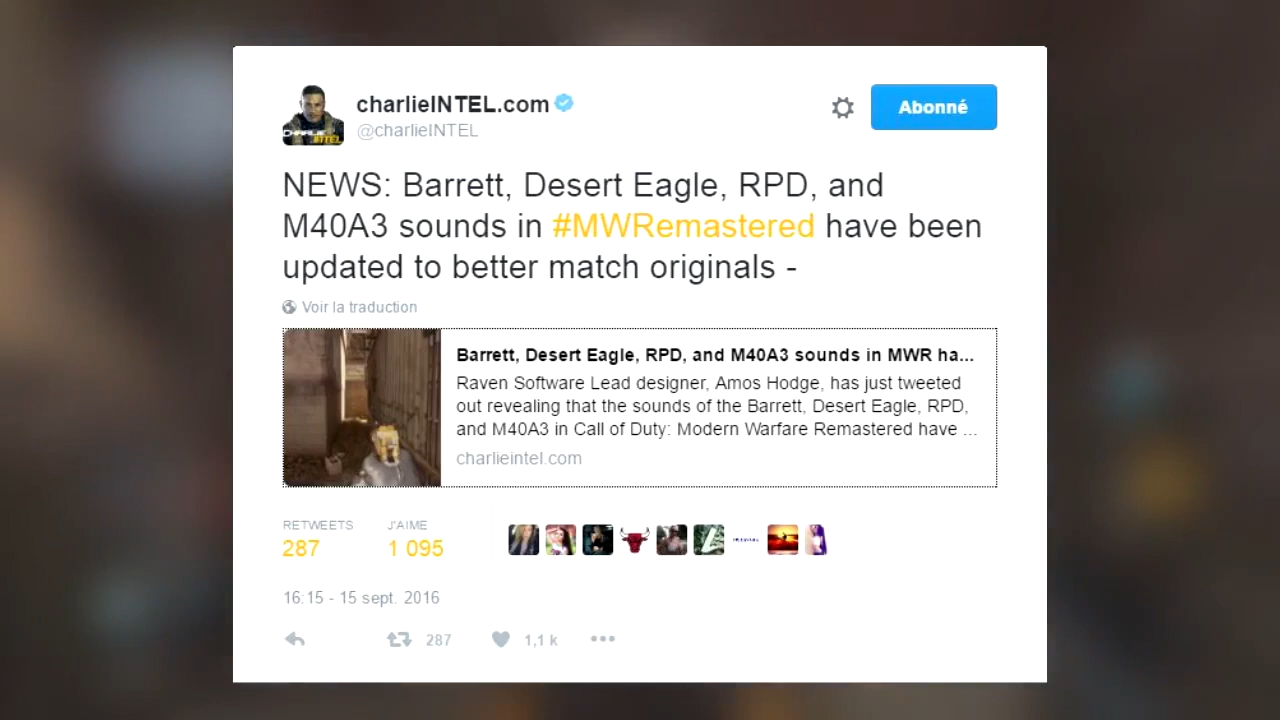 charlieINTEL.com
@charlieINTEL
Abonné
CHARLIE
INTEL
NEWS: Barrett, Desert Eagle, RPD, and
M40A3 sounds in #MWRemastered have been
updated to better match originals -
Voir la traduction
Barrett, Desert Eagle, RPD, and M40A3 sounds in MWR ha...
Raven Software Lead designer, Amos Hodge, has just tweeted
out revealing that the sounds of the Barrett, Desert Eagle, RPD,
and M40A3 in Call of Duty: Modern Warfare Remastered have ...
charlieintel.com
RETWEETS
287
J'AIME
1 095
16:15 - 15 sept. 2016
287
1,1 k